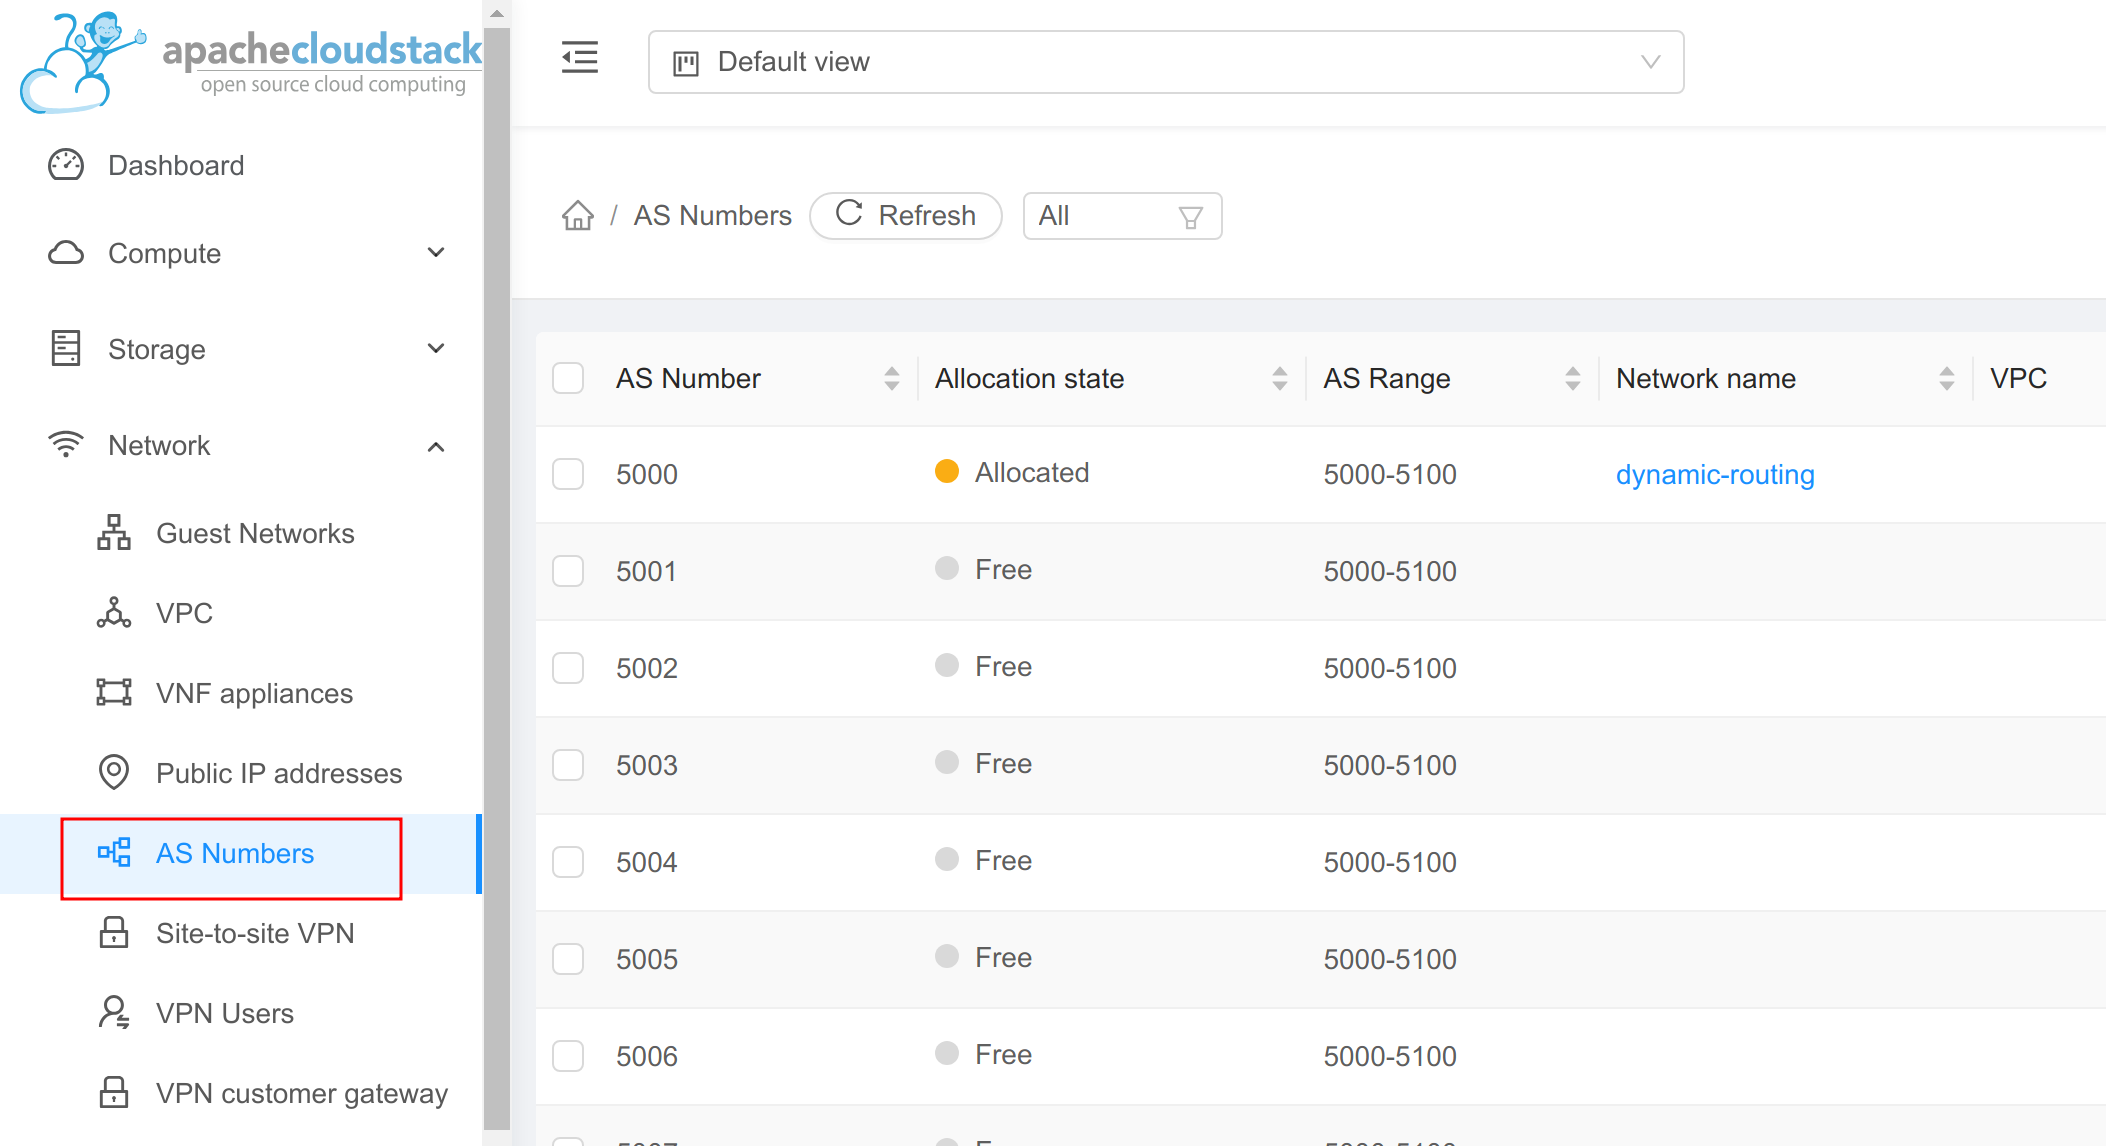 apachecloudstack
open source cloud computing
Default view
Dashboard
Compute
Storage
Network
Guest Networks
VPC
VNF appliances
Public IP addresses
AS Numbers
Site-to-site VPN
VPN Users
VPN customer gateway
/ AS Numbers Refresh All
AS Number Allocation state AS Range Network name VPC
5000 Allocated 5000-5100 dynamic-routing
5001 Free 5000-5100
5002 Free 5000-5100
5003 Free 5000-5100
5004 Free 5000-5100
5005 Free 5000-5100
5006 Free 5000-5100